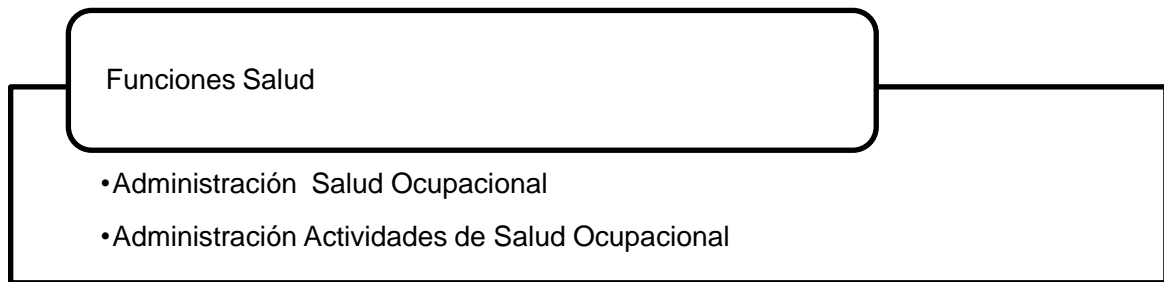 Funciones Salud
•Administración  Salud Ocupacional
•Administración Actividades de Salud Ocupacional